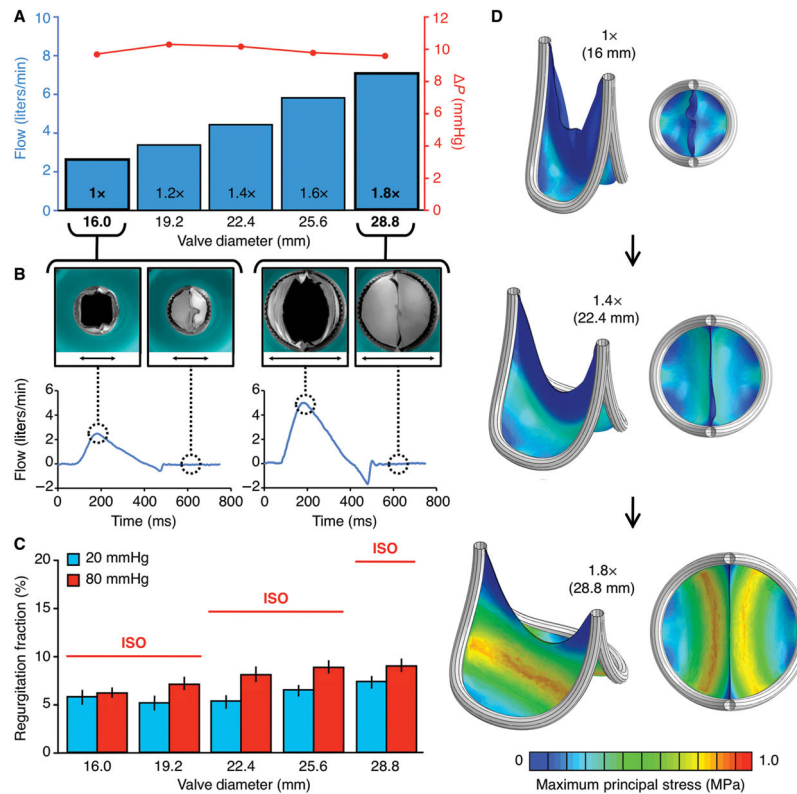 A
Flow (liters/min)
10
8
6
4
2
0
1×
1.2×
1.4×
1.6×
1.8×
12
10
8
6
4
2
0
ΔP (mmHg)
16.0
19.2
22.4
25.6
28.8
Valve diameter (mm)
B
Flow (liters/min)
6
4
2
0
−2
0
200
400
600
800
Time (ms)
6
4
2
0
−2
0
200
400
600
800
Time (ms)
C
Regurgitation fraction (%)
20
15
10
5
0
20 mmHg
80 mmHg
ISO
ISO
ISO
16.0
19.2
22.4
25.6
28.8
Valve diameter (mm)
D
1×
(16 mm)
1.4×
(22.4 mm)
1.8×
(28.8 mm)
0
1.0
Maximum principal stress (MPa)